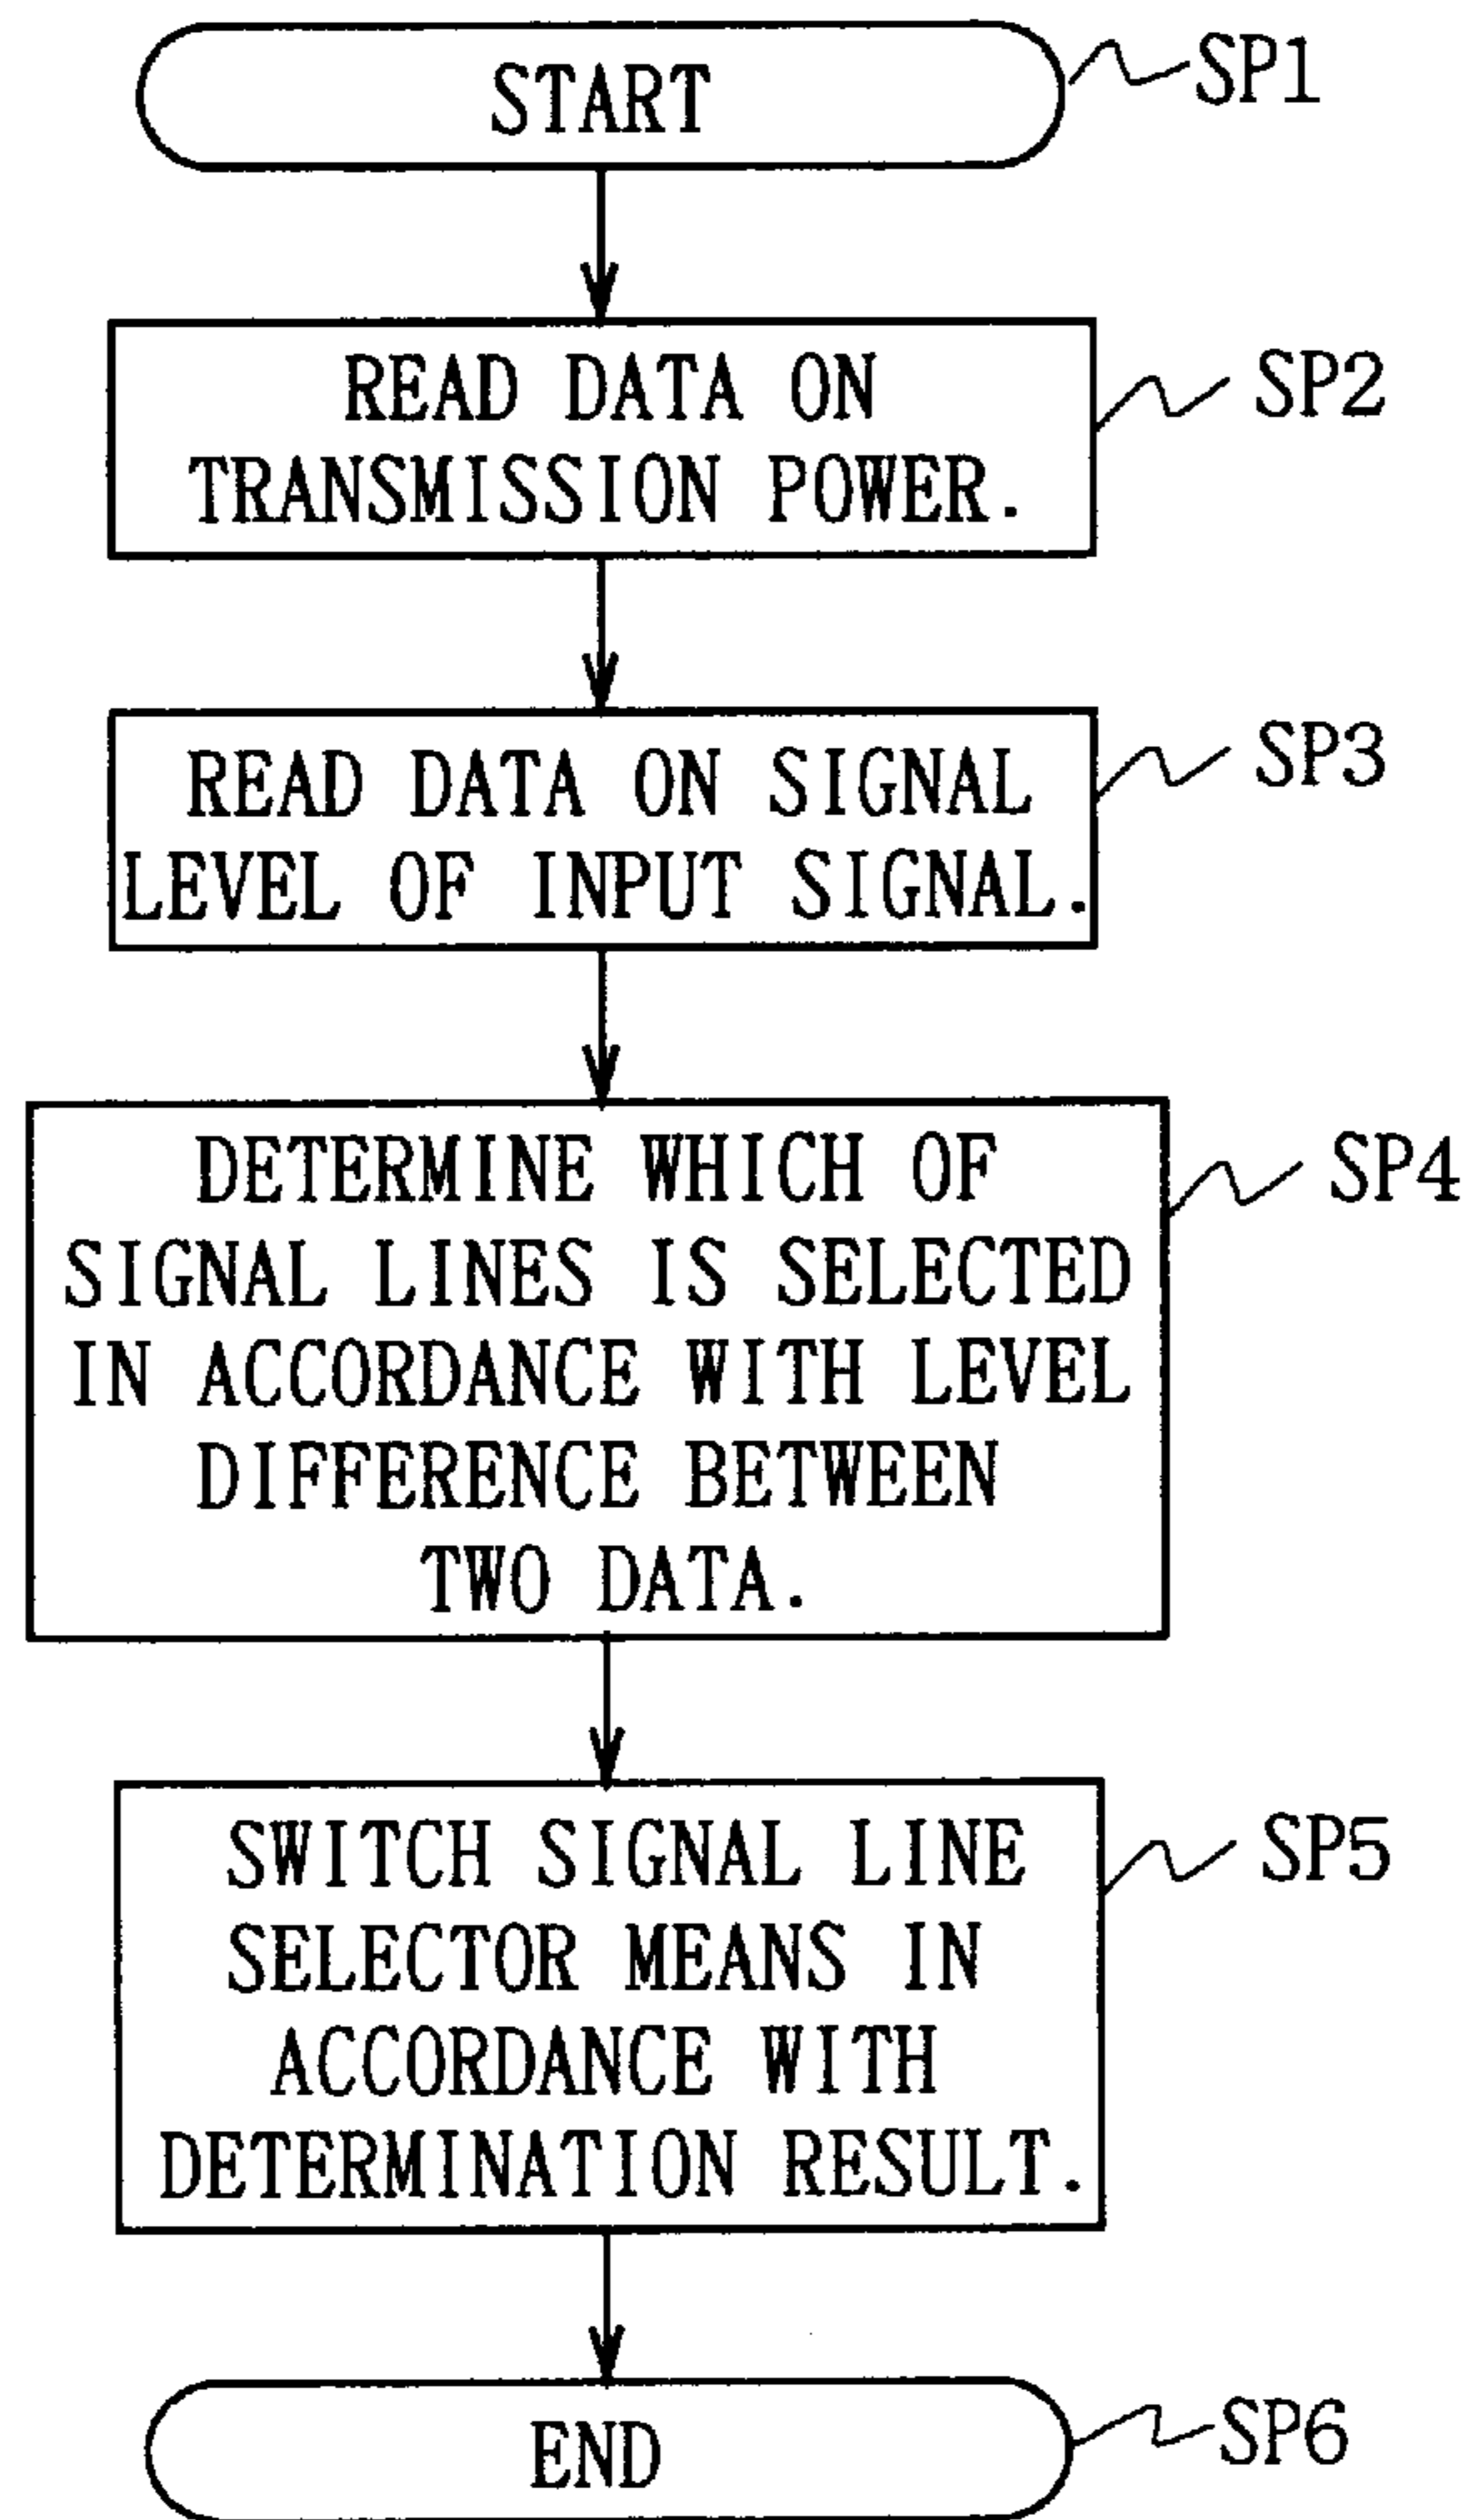 START
SP1
READ DATA ON
TRANSMISSION POWER.
SP2
READ DATA ON SIGNAL
LEVEL OF INPUT SIGNAL.
SP3
DETERMINE WHICH OF
SIGNAL LINES IS SELECTED
IN ACCORDANCE WITH LEVEL
DIFFERENCE BETWEEN
TWO DATA.
SP4
SWITCH SIGNAL LINE
SELECTOR MEANS IN
ACCORDANCE WITH
DETERMINATION RESULT.
SP5
END
SP6